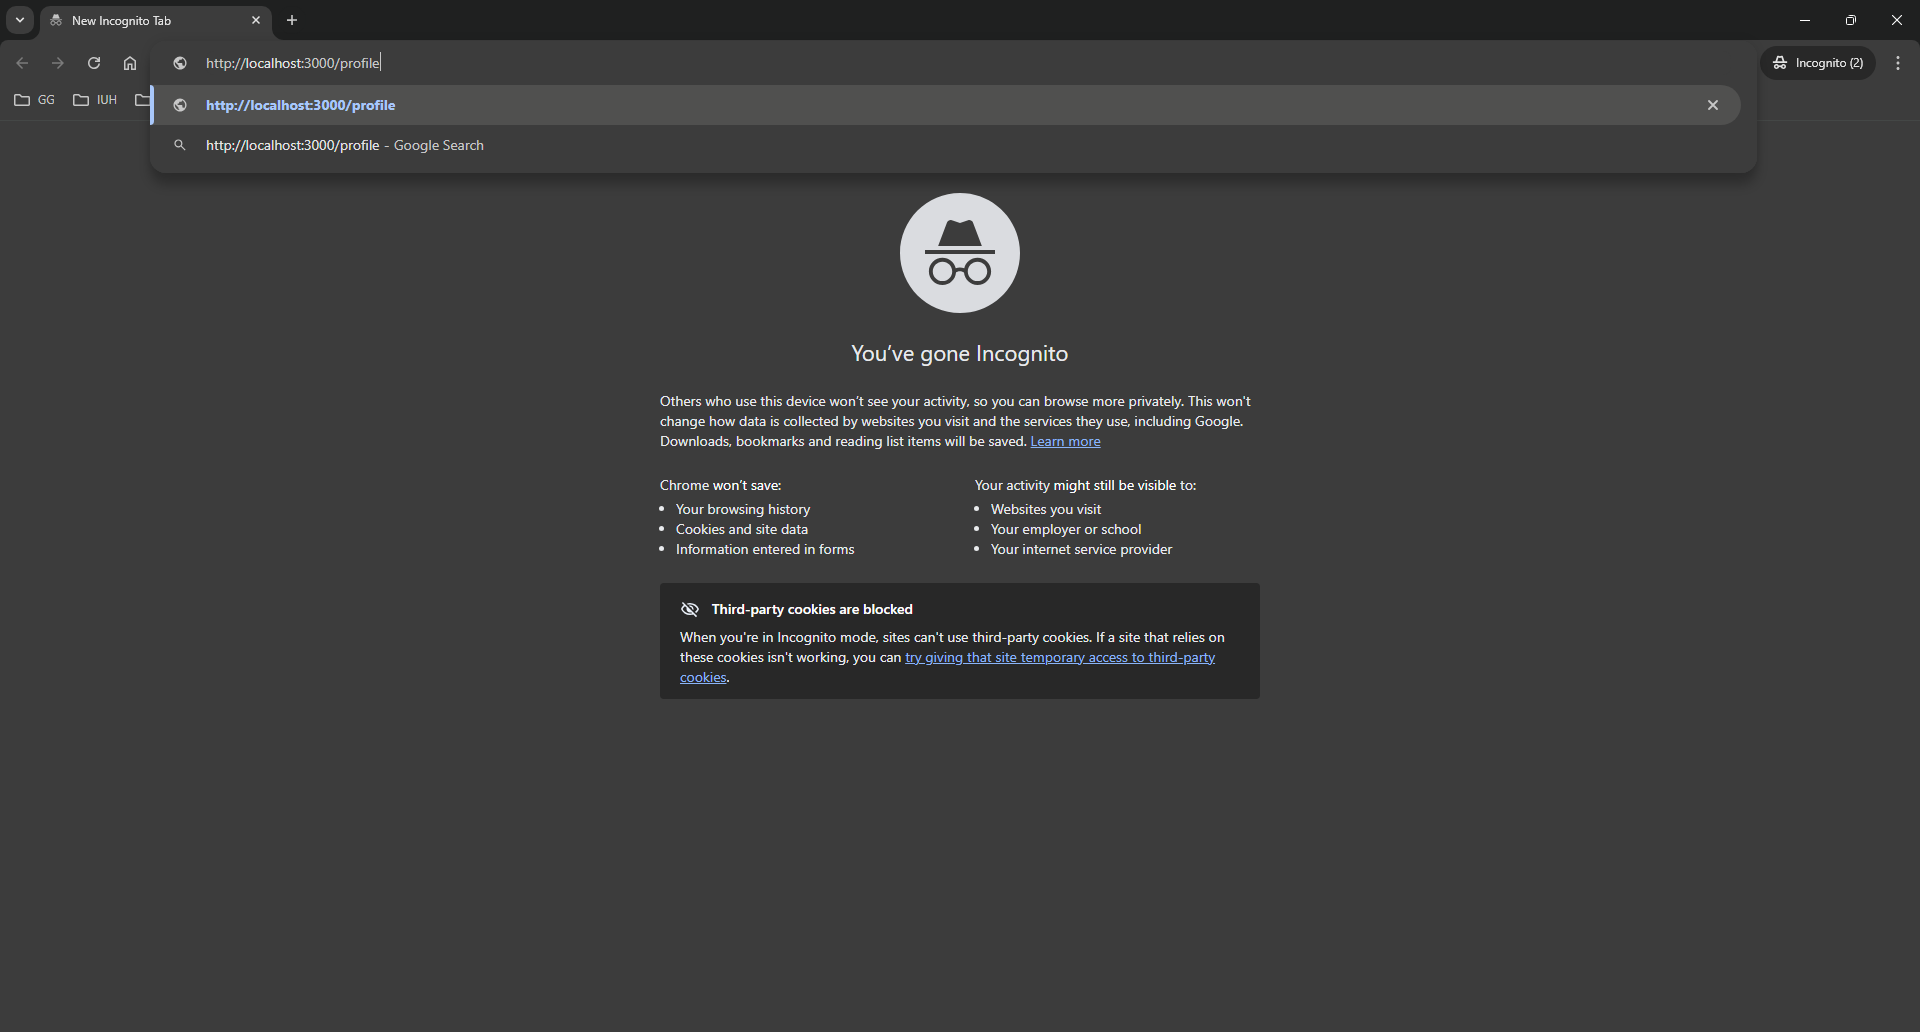 New Incognito Tab
http://localhost:3000/profile
Incognito (2)
GG
IUH
http://localhost:3000/profile
http://localhost:3000/profile - Google Search
You've gone Incognito
Others who use this device won't see your activity, so you can browse more privately. This won't
change how data is collected by websites you visit and the services they use, including Google.
Downloads, bookmarks and reading list items will be saved. Learn more
Chrome won't save:
Your browsing history
Cookies and site data
Information entered in forms
Your activity might still be visible to:
Websites you visit
Your employer or school
Your internet service provider
Third-party cookies are blocked
When you're in Incognito mode, sites can't use third-party cookies. If a site that relies on
these cookies isn't working, you can try giving that site temporary access to third-party
cookies.